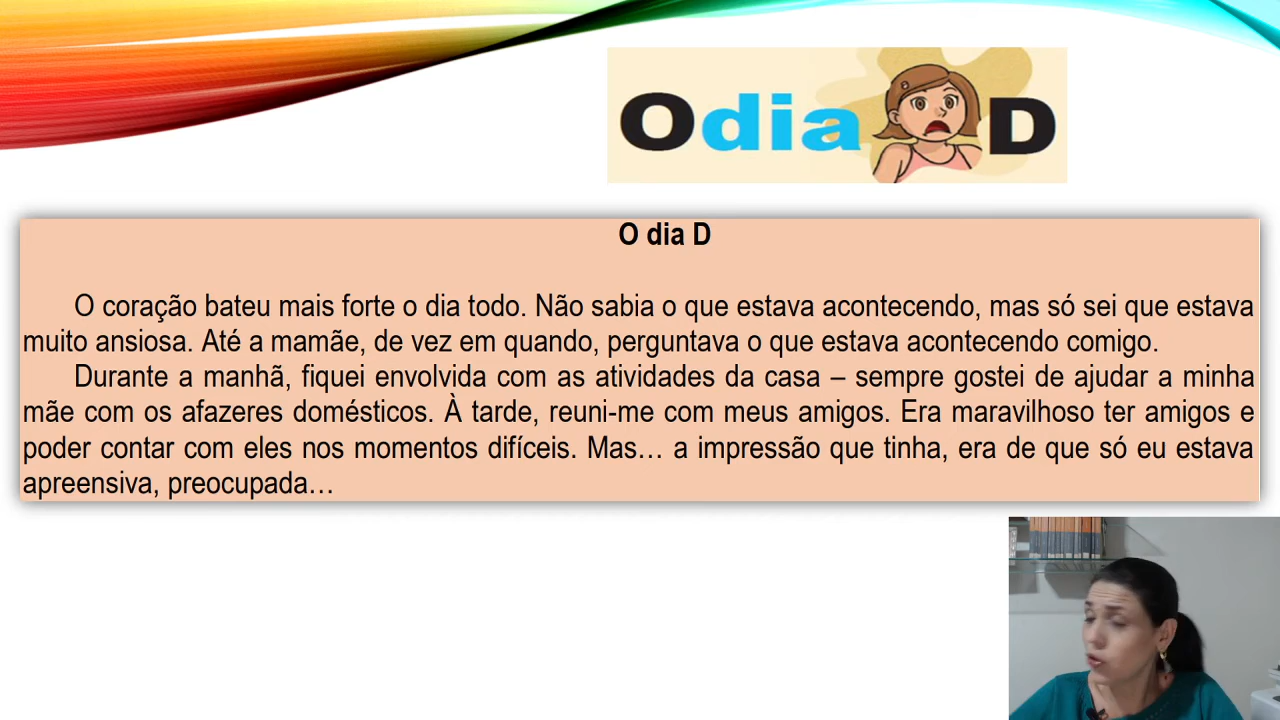 O dia D
O dia D
O coração bateu mais forte o dia todo. Não sabia o que estava acontecendo, mas só sei que estava
muito ansiosa. Até a mamãe, de vez em quando, perguntava o que estava acontecendo comigo.
Durante a manhã, fiquei envolvida com as atividades da casa – sempre gostei de ajudar a minha
mãe com os afazeres domésticos. À tarde, reuni-me com meus amigos. Era maravilhoso ter amigos e
poder contar com eles nos momentos difíceis. Mas… a impressão que tinha, era de que só eu estava
apreensiva, preocupada…